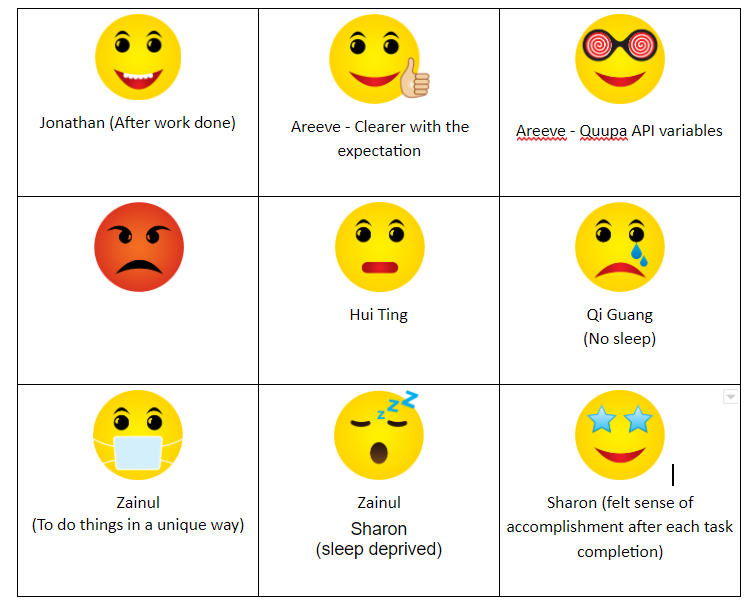 Jonathan (After work done)
Areeve - Clearer with the
expectation
Areeve - Quupa API variables
Hui Ting
Qi Guang
(No sleep)
Zainul
(To do things in a unique way)
z z Z
Zainul
Sharon
(sleep deprived)
Sharon (felt sense of
accomplishment after each task
completion)